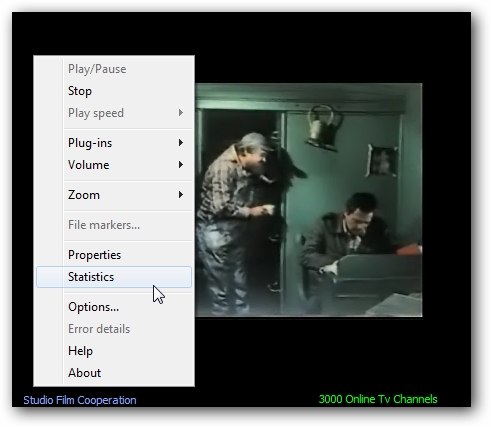 Play/Pause
Stop
Play speed
Plug-ins
Volume
Zoom
File markers...
Properties
Statistics
Options...
Error details
Help
About
Studio Film Cooperation
3000 Online Tv Channels